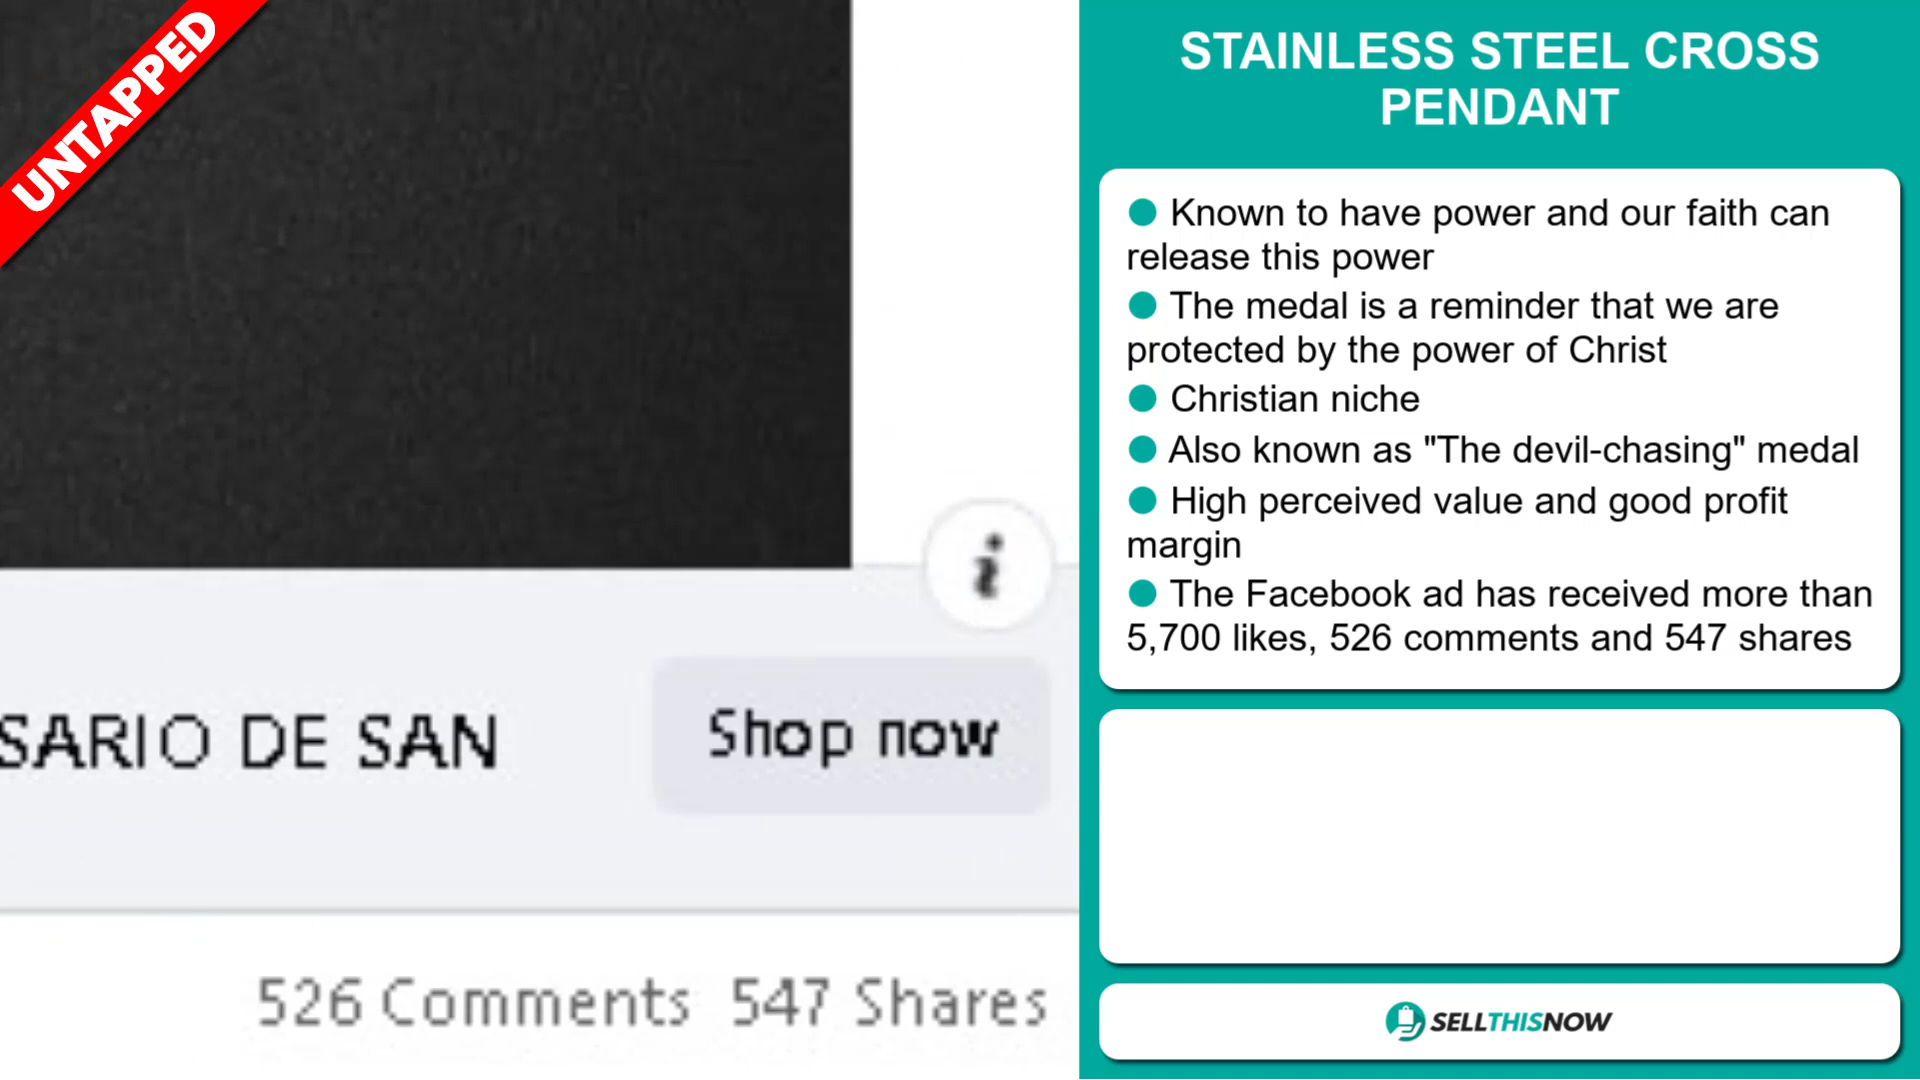 UNTAPPED
SARIO DE SAN
Shop now
526 Comments 547 Shares
STAINLESS STEEL CROSS
PENDANT
Known to have power and our faith can
release this power
The medal is a reminder that we are
protected by the power of Christ
Christian niche
Also known as "The devil-chasing" medal
High perceived value and good profit
margin
The Facebook ad has received more than
5,700 likes, 526 comments and 547 shares
SELLTHISNOW